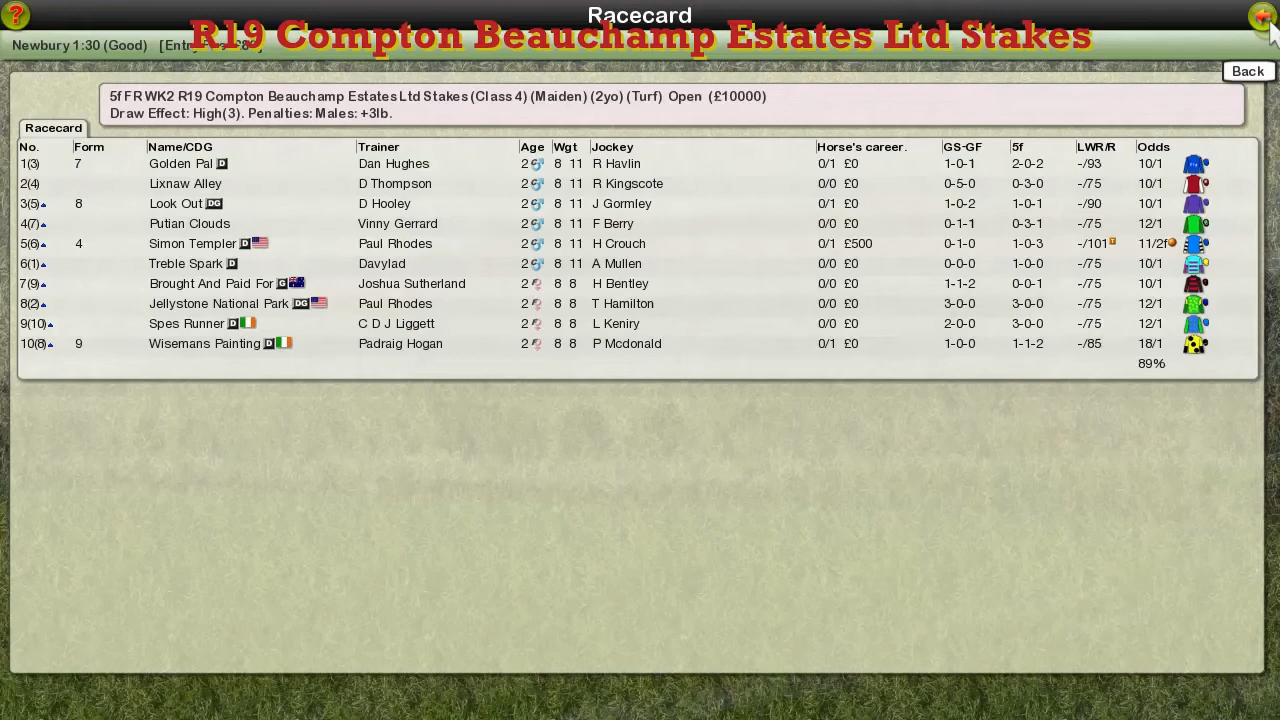 ?
Racecard
R19 Compton Beauchamp Estates Ltd Stakes
Newbury 1:30 (Good)
Back
5f FR WK2 R19 Compton Beauchamp Estates Ltd Stakes (Class 4) (Maiden) (2yo) (Turf) Open (£10000)
Draw Effect: High(3). Penalties: Males: +3lb.
Racecard
No. Form Name/CDG Trainer Age Wgt Jockey Horse's career. GS-GF 5f LWR/R Odds
1(3) 7 Golden Pal D Dan Hughes 2 8 11 R Havlin 0/1 £0 1-0-1 2-0-2 -/93 10/1
2(4) Lixnaw Alley D Thompson 2 8 11 R Kingscote 0/0 £0 0-5-0 0-3-0 -/75 10/1
3(5) 8 Look Out DG D Hooley 2 8 11 J Gormley 0/1 £0 1-0-2 1-0-1 -/90 10/1
4(7) Putian Clouds Vinny Gerrard 2 8 11 F Berry 0/0 £0 0-1-1 0-3-1 -/75 12/1
5(6) 4 Simon Templer D Paul Rhodes 2 8 11 H Crouch 0/1 £500 0-1-0 1-0-3 -/101 T 11/2f
6(1) Treble Spark D Davylad 2 8 11 A Mullen 0/0 £0 0-0-0 1-0-0 -/75 10/1
7(9) Brought And Paid For G Joshua Sutherland 2 8 8 H Bentley 0/0 £0 1-1-2 0-0-1 -/75 10/1
8(2) Jellystone National Park DG Paul Rhodes 2 8 8 T Hamilton 0/0 £0 3-0-0 3-0-0 -/75 12/1
9(10) Spes Runner D C D J Liggett 2 8 8 L Keniry 0/0 £0 2-0-0 3-0-0 -/75 12/1
10(8) 9 Wisemans Painting D Padraig Hogan 2 8 8 P Mcdonald 0/1 £0 1-0-0 1-1-2 -/85 18/1
89%